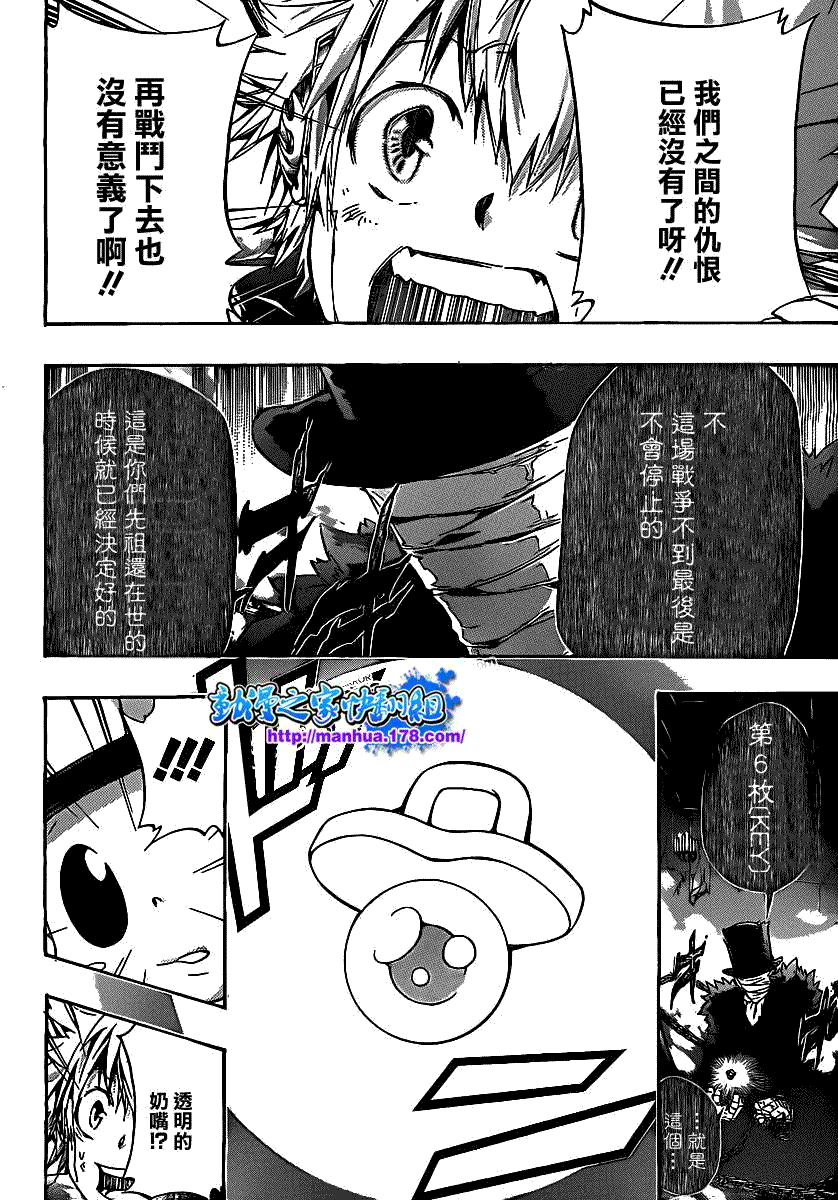 我們之間的仇恨
已經沒有了呀!!
再戰鬥下去也
沒有意義了啊!!
不
這場戰爭不到最後是
不會停止的
這是你們先祖還在世的
時候就已經決定好的
第6枚(KEY)
…就是
這個…
動漫之家快翻組
http://manhua.178.com/
!!!
透明的
奶嘴!?